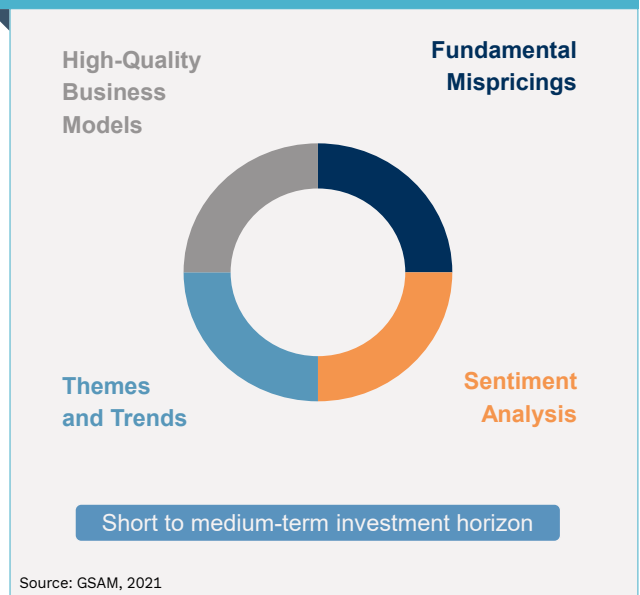 High-Quality
Business
Models
Fundamental
Mispricings
Themes
and Trends
Sentiment
Analysis
Short to medium-term investment horizon
Source: GSAM, 2021